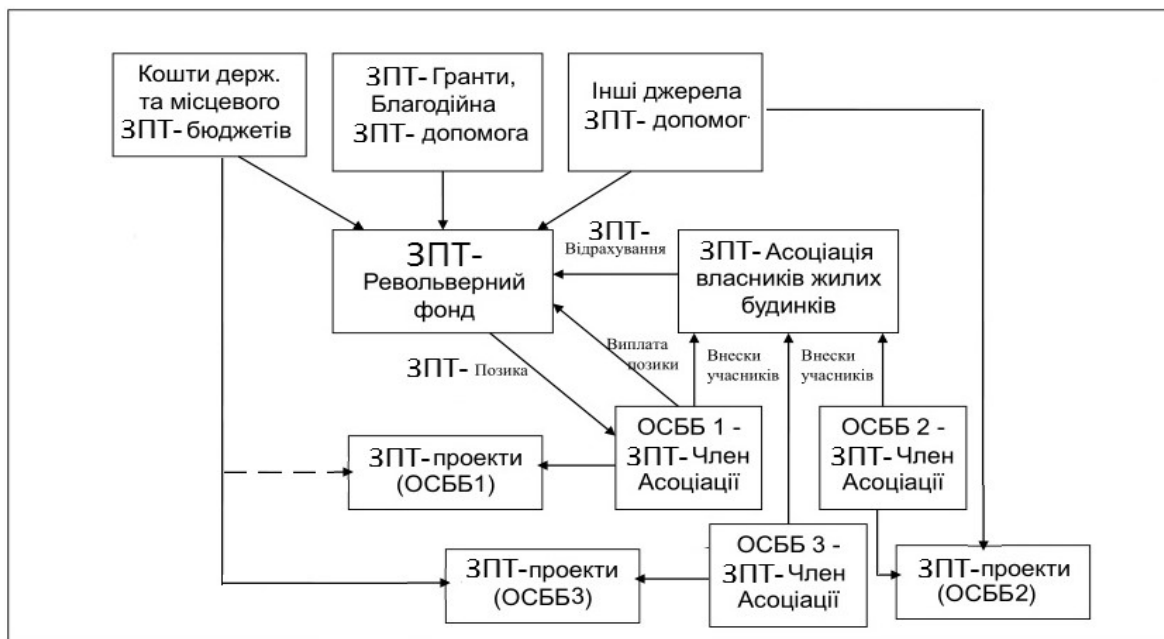 Кошти держ.
та місцевого
ЗПТ- бюджетів
ЗПТ- Гранти,
Благодійна
ЗПТ- допомога
Інші джерела
ЗПТ- допомог
ЗПТ-
Відрахування
ЗПТ-
Револьверний
фонд
ЗПТ- Асоціація
власників жилих
будинків
ЗПТ- Позика
Виплата
позики
Внески
учасників
Внески
учасників
ЗПТ-проекти
(ОСББ1)
ОСББ 1 -
ЗПТ- Член
Асоціації
ОСББ 2 -
ЗПТ- Член
Асоціації
ЗПТ-проекти
(ОСББ3)
ОСББ 3 -
ЗПТ- Член
Асоціації
ЗПТ-проекти
(ОСББ2)